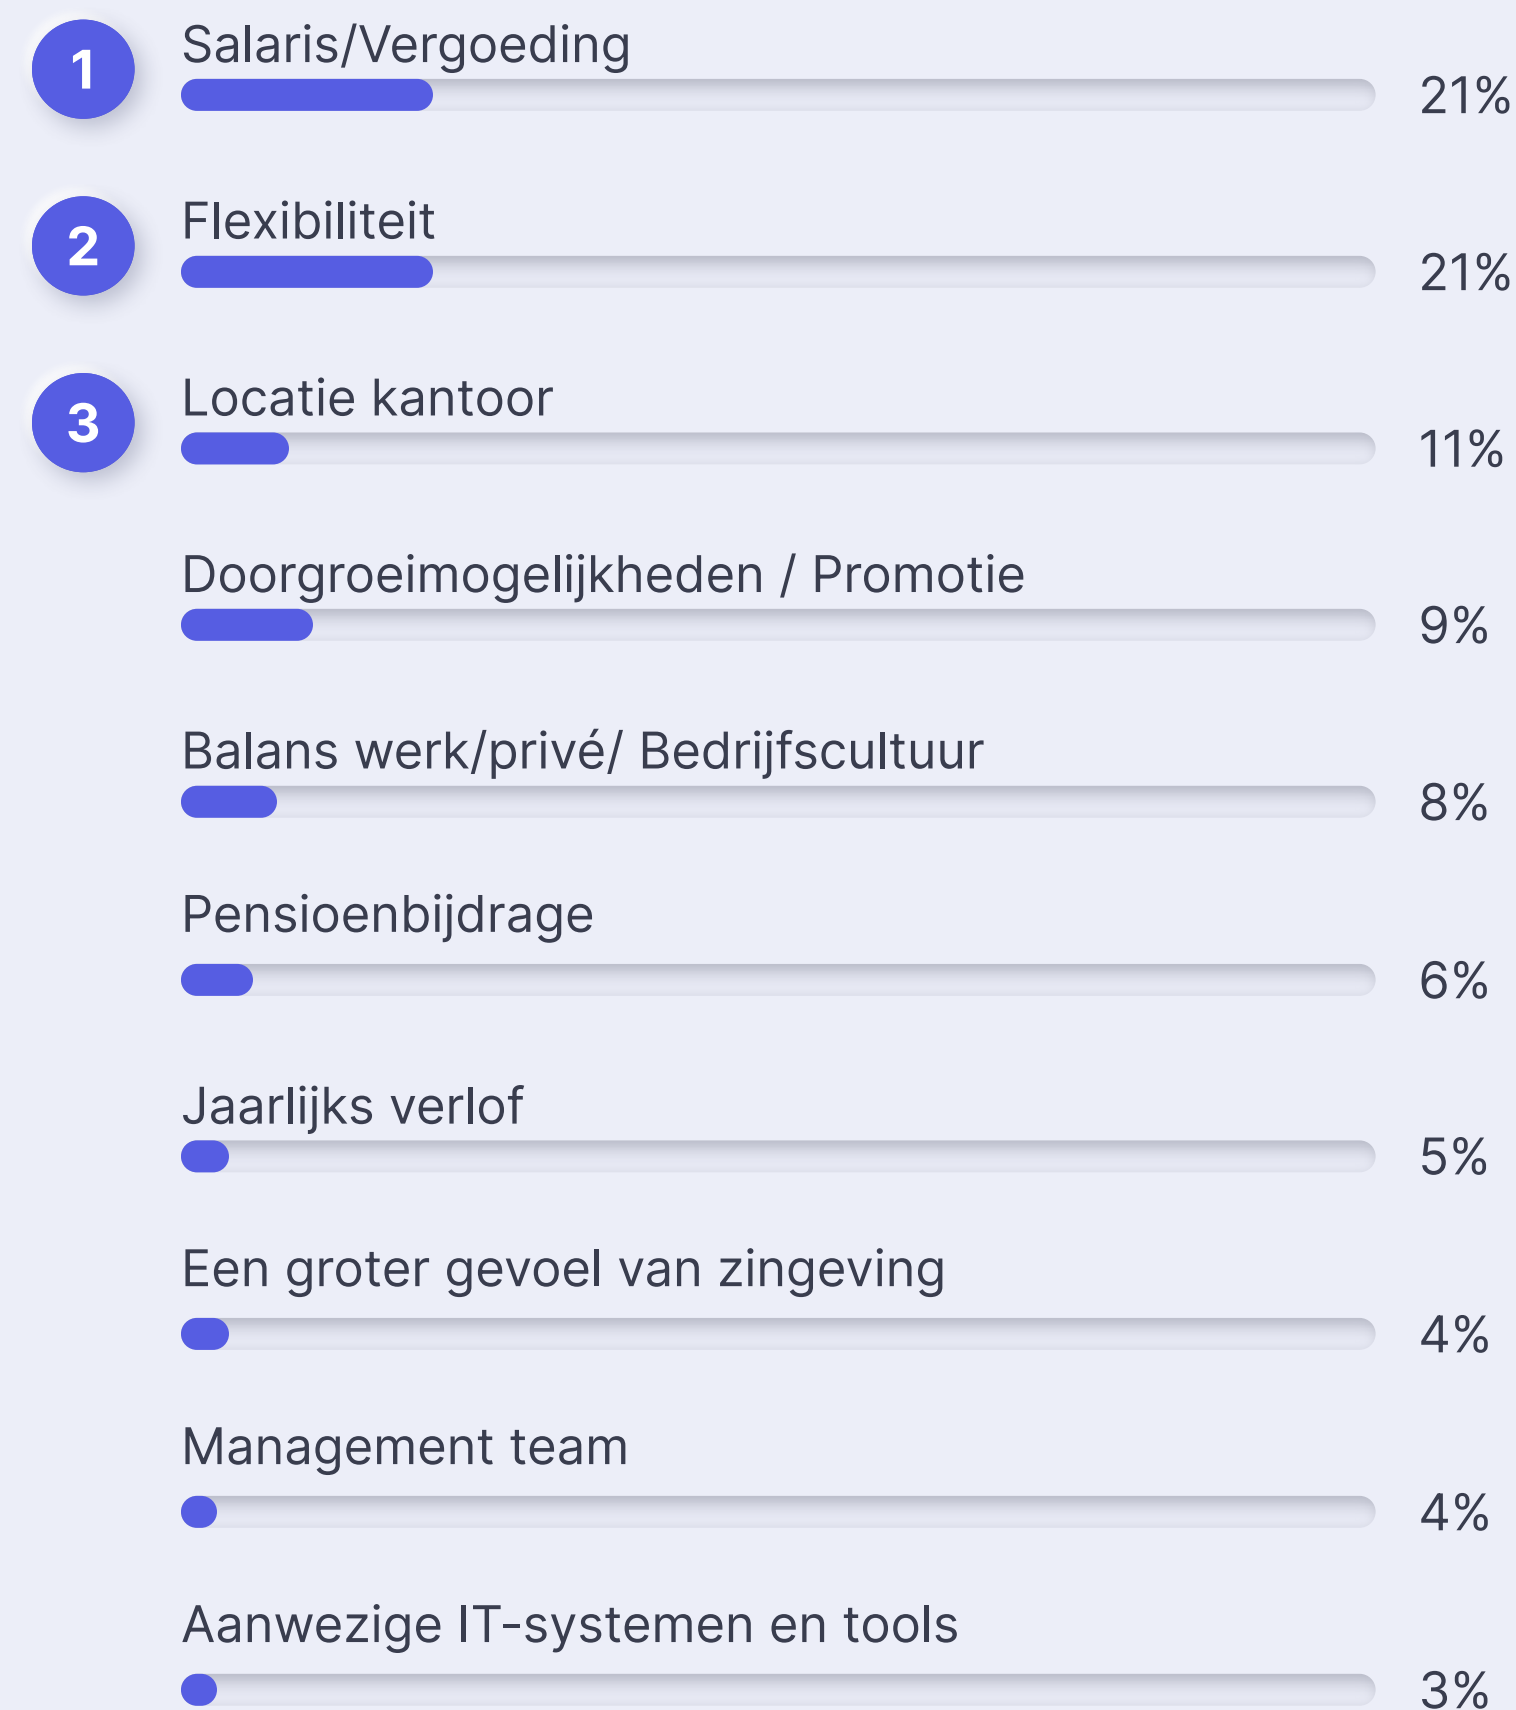 1
Salaris/Vergoeding
21%
2
Flexibiliteit
21%
3
Locatie kantoor
11%
Doorgroeimogelijkheden / Promotie
9%
Balans werk/privé/ Bedrijfscultuur
8%
Pensioenbijdrage
6%
Jaarlijks verlof
5%
Een groter gevoel van zingeving
4%
Management team
4%
Aanwezige IT-systemen en tools
3%